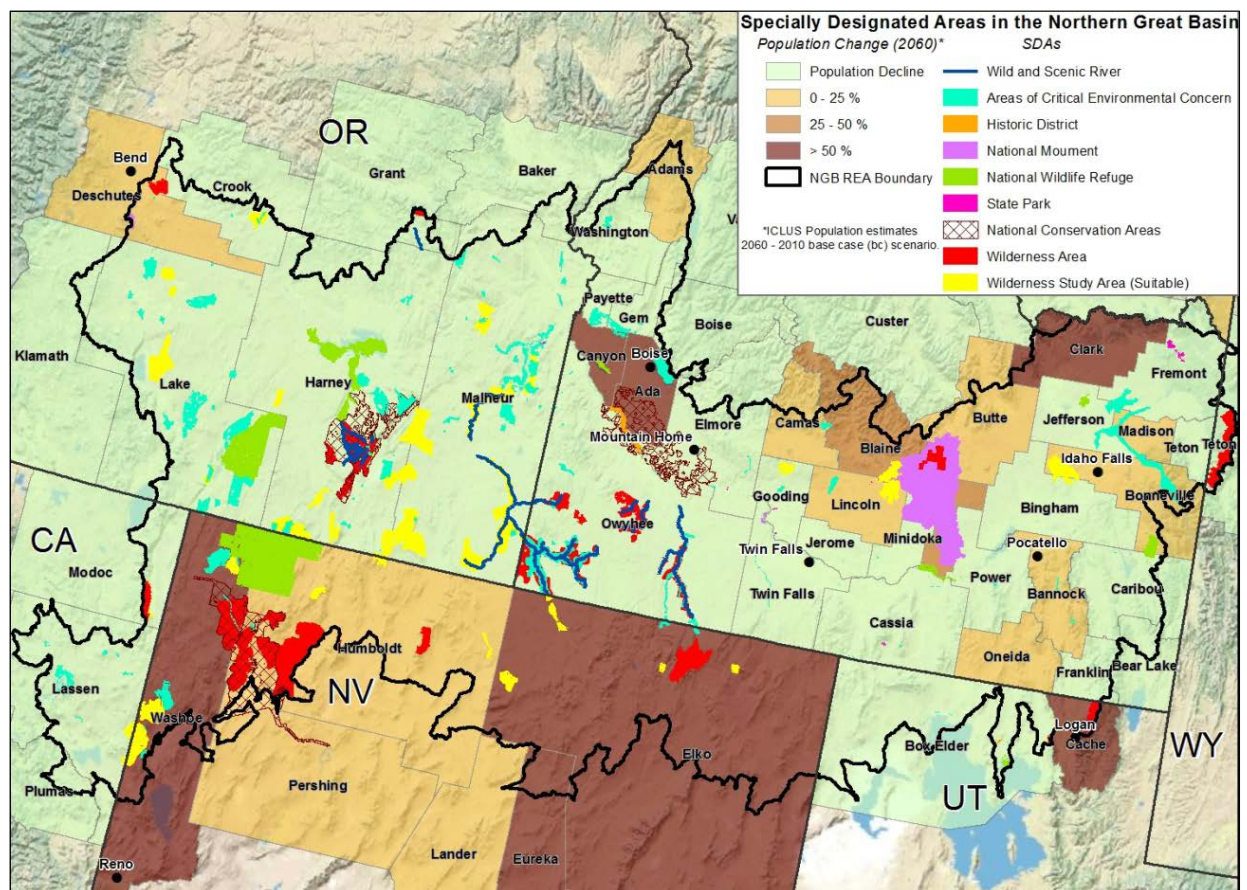 Specially Designated Areas in the Northern Great Basin
Population Change (2060)*
Population Decline
0 - 25 %
25 - 50 %
> 50 %
NGB REA Boundary
*ICLUS Population estimates
2060 - 2010 base case (bc) scenario.
SDAs
Wild and Scenic River
Areas of Critical Environmental Concern
Historic District
National Mounment
National Wildlife Refuge
State Park
National Conservation Areas
Wilderness Area
Wilderness Study Area (Suitable)
OR
Bend
Deschutes
Crook
Grant
Baker
Adams
Washington
Payette
Gem
Boise
Custer
Clark
Fremont
Klamath
Lake
Harney
Malheur
Canyon
Boise
Ada
Elmore
Mountain Home
Camas
Blaine
Butte
Jefferson
Madison
Teton
Teton
Idaho Falls
Bonneville
Owyhee
Gooding
Lincoln
Minidoka
Bingham
Jerome
Twin Falls
Twin Falls
Pocatello
Power
Bannock
Caribou
Cassia
Oneida
Franklin
Bear Lake
CA
Modoc
Lassen
Plumas
Washoe
Humboldt
NV
Pershing
Lander
Eureka
Elko
Reno
Box Elder
Logan
Cache
UT
WY